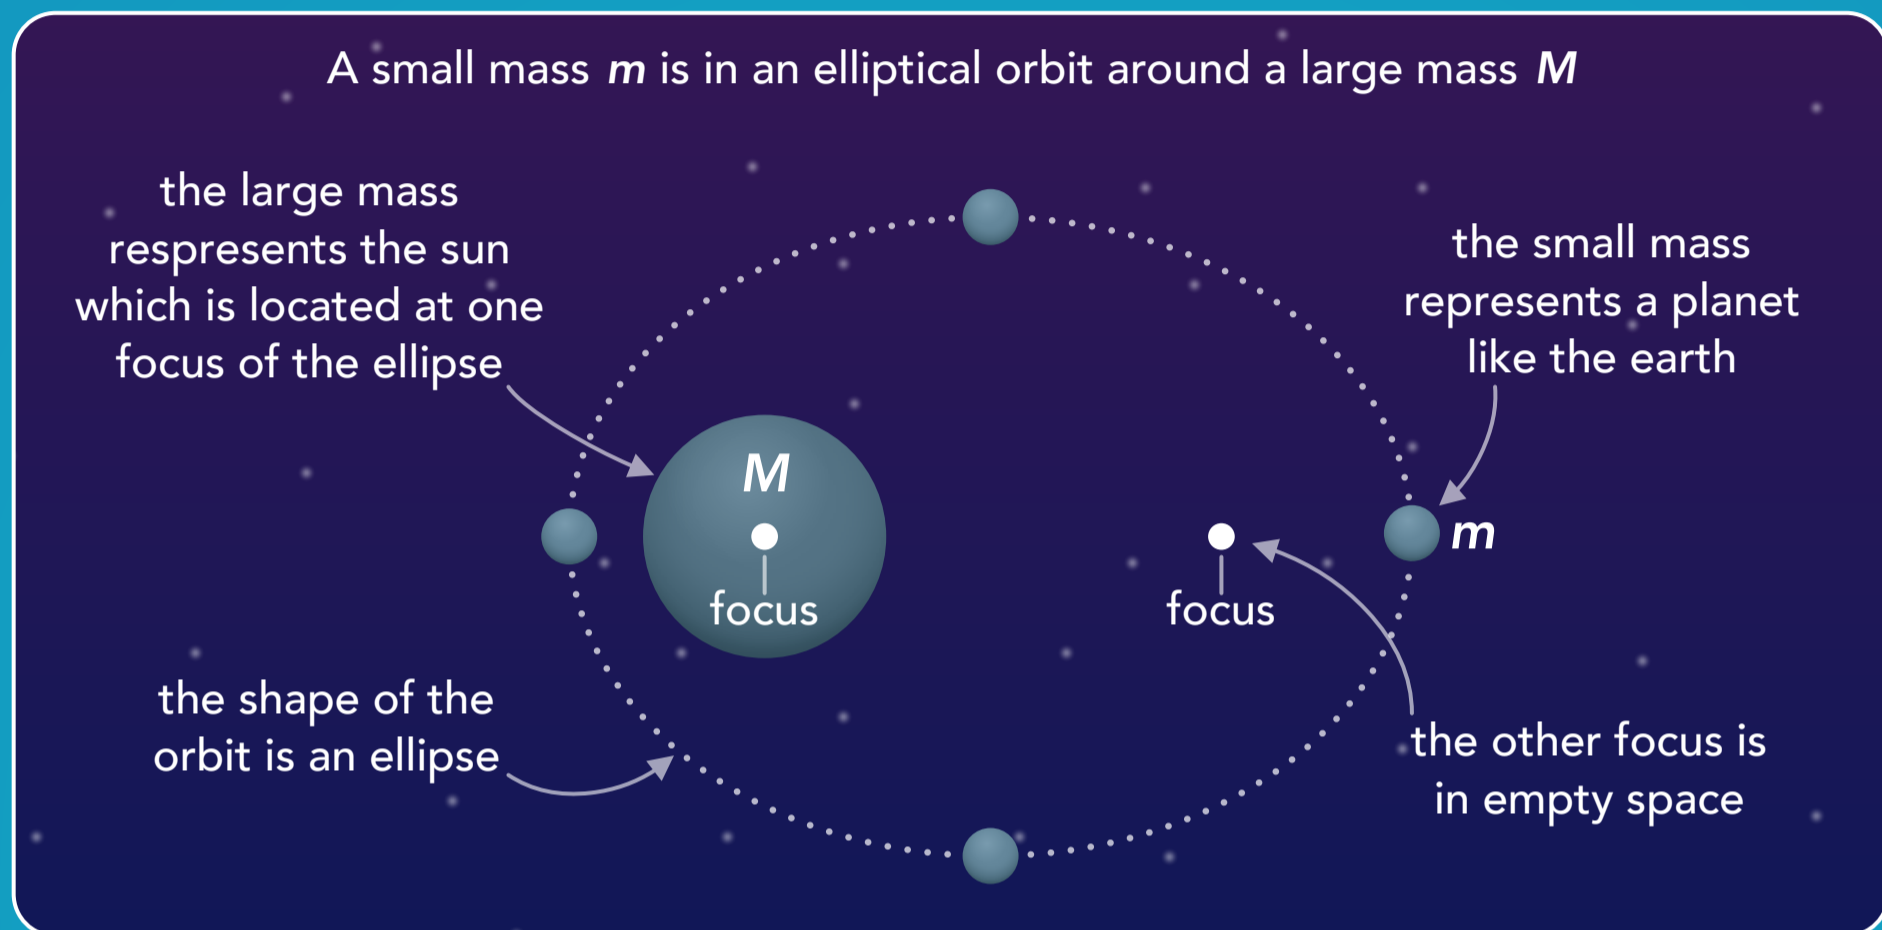 A small mass m is in an elliptical orbit around a large mass M
the large mass
respresents the sun
which is located at one
focus of the ellipse
the small mass
represents a planet
like the earth
M
focus
focus
m
the shape of the
orbit is an ellipse
the other focus is
in empty space